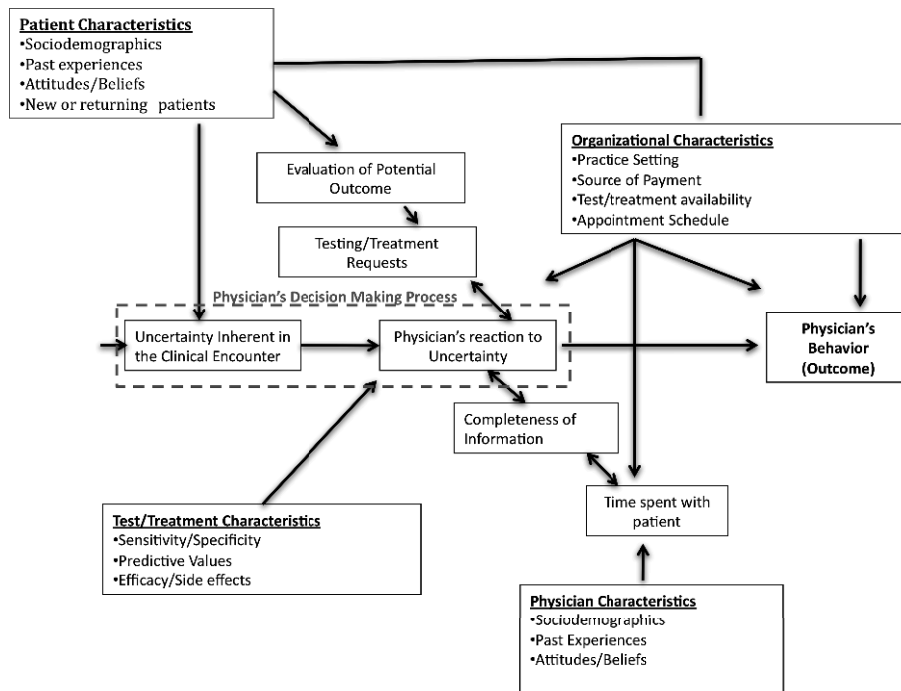 Patient Characteristics
•Sociodemographics
•Past experiences
•Attitudes/Beliefs
•New or returning patients
Organizational Characteristics
•Practice Setting
•Source of Payment
•Test/treatment availability
•Appointment Schedule
Evaluation of Potential
Outcome
Testing/Treatment
Requests
Physician's Decision Making Process
Uncertainty Inherent in
the Clinical Encounter
Physician's reaction to
Uncertainty
Physician's
Behavior
(Outcome)
Completeness of
Information
Time spent with
patient
Test/Treatment Characteristics
•Sensitivity/Specificity
•Predictive Values
•Efficacy/Side effects
Physician Characteristics
•Sociodemographics
•Past Experiences
•Attitudes/Beliefs